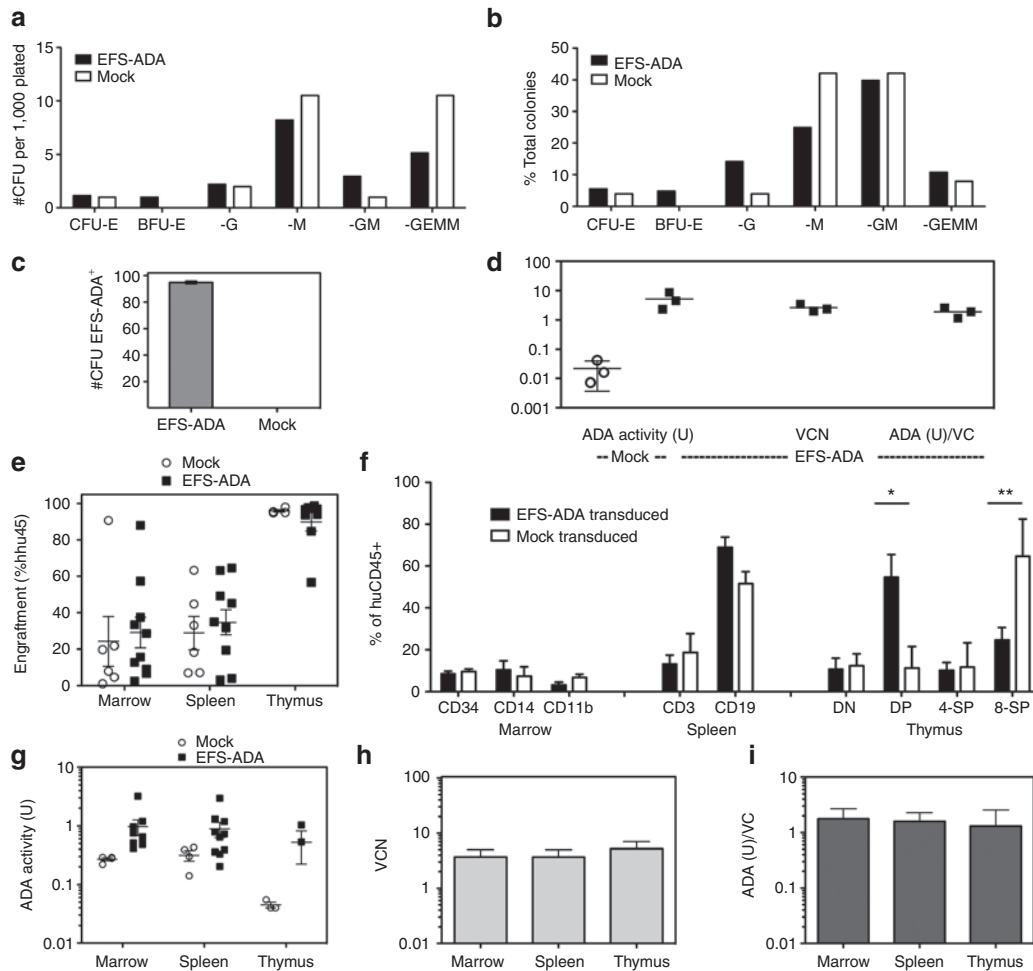 a
#CFU per 1,000 plated
15
10
5
0
EFS-ADA
Mock
CFU-E BFU-E -G -M -GM -GEMM
b
% Total colonies
50
40
30
20
10
0
EFS-ADA
Mock
CFU-E BFU-E -G -M -GM -GEMM
c
#CFU EFS-ADA+
100
80
60
40
20
EFS-ADA Mock
d
100
10
1
0.1
0.01
0.001
ADA activity (U) VCN ADA (U)/VC
-- Mock -- ---------- EFS-ADA ----------
e
Mock
EFS-ADA
Engraftment (%hhu45)
100
80
60
40
20
0
Marrow Spleen Thymus
f
% of huCD45+
100
80
60
40
20
0
EFS-ADA transduced
Mock transduced
* **
CD34 CD14 CD11b CD3 CD19 DN DP 4-SP 8-SP
Marrow Spleen Thymus
g
Mock
EFS-ADA
ADA activity (U)
10
1
0.1
0.01
Marrow Spleen Thymus
h
VCN
100
10
1
0.01
Marrow Spleen Thymus
i
ADA (U)/VC
10
1
0.1
0.01
Marrow Spleen Thymus